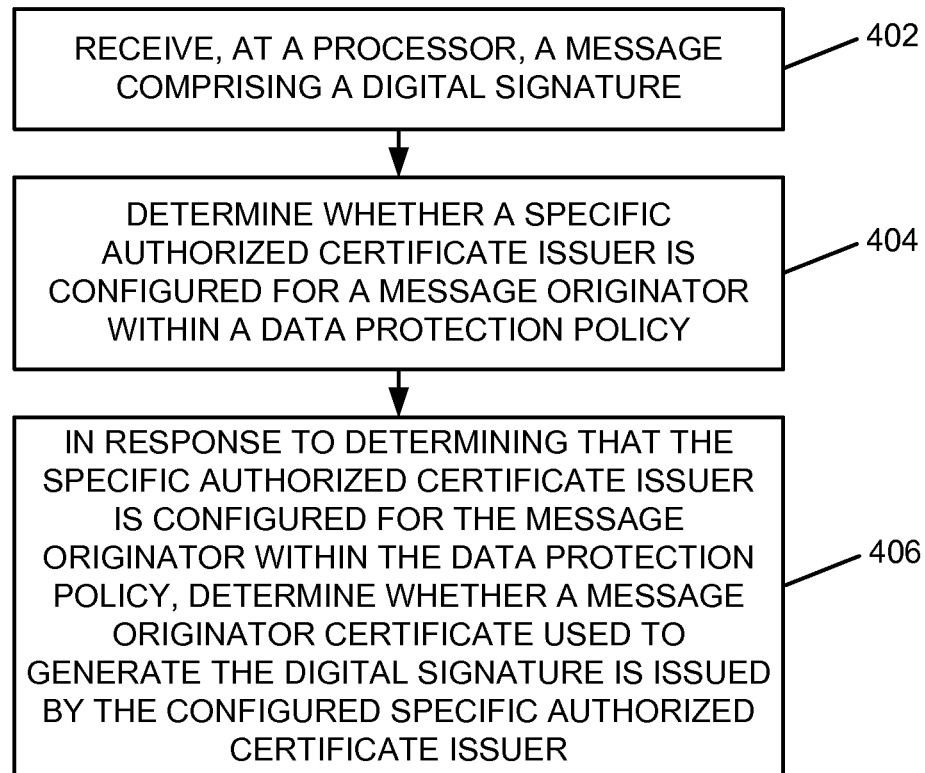 RECEIVE, AT A PROCESSOR, A MESSAGE
COMPRISING A DIGITAL SIGNATURE
402
DETERMINE WHETHER A SPECIFIC
AUTHORIZED CERTIFICATE ISSUER IS
CONFIGURED FOR A MESSAGE ORIGINATOR
WITHIN A DATA PROTECTION POLICY
404
IN RESPONSE TO DETERMINING THAT THE
SPECIFIC AUTHORIZED CERTIFICATE ISSUER
IS CONFIGURED FOR THE MESSAGE
ORIGINATOR WITHIN THE DATA PROTECTION
POLICY, DETERMINE WHETHER A MESSAGE
ORIGINATOR CERTIFICATE USED TO
GENERATE THE DIGITAL SIGNATURE IS ISSUED
BY THE CONFIGURED SPECIFIC AUTHORIZED
CERTIFICATE ISSUER
406